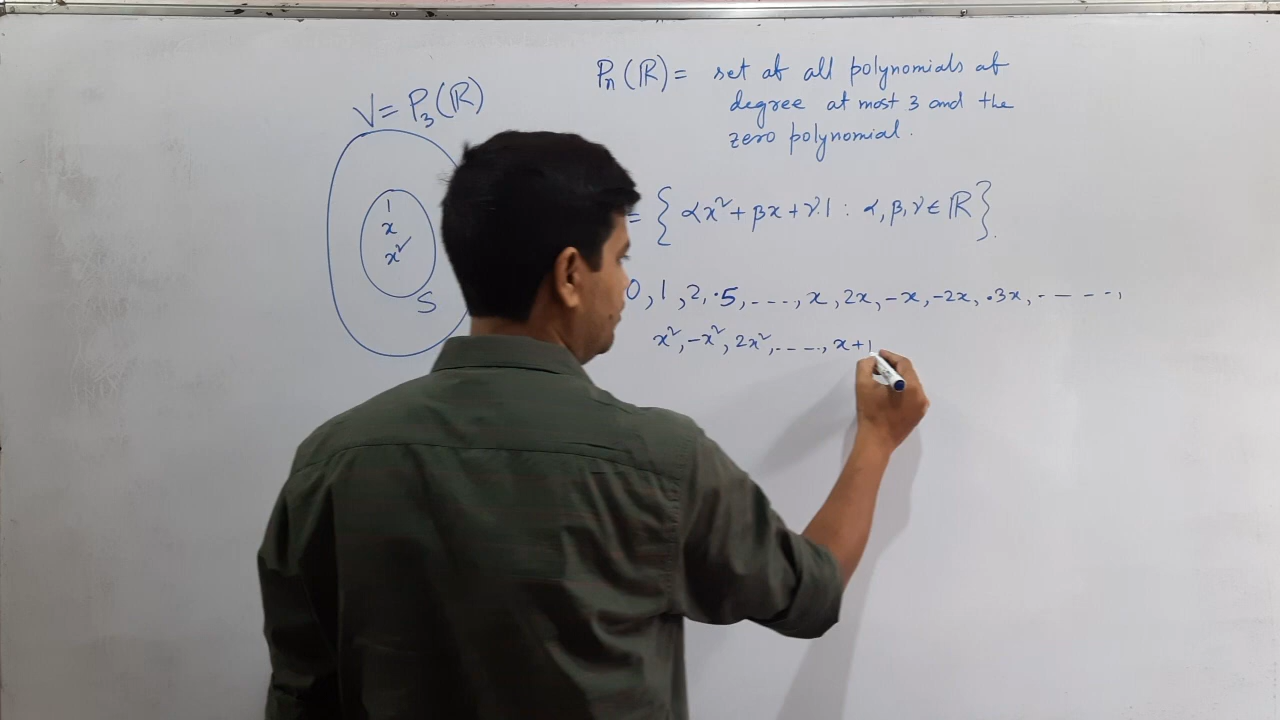 V = P₃(ℝ)
1
x
x²
S
Pₙ(ℝ) = set of all polynomials of
degree at most 3 and the
zero polynomial.
= { αx² + βx + γ.1 : α, β, γ ∈ ℝ }.
0, 1, 2, .5, ...., x, 2x, -x, -2x, .3x, - - - -,
x², -x², 2x², ....., x+1